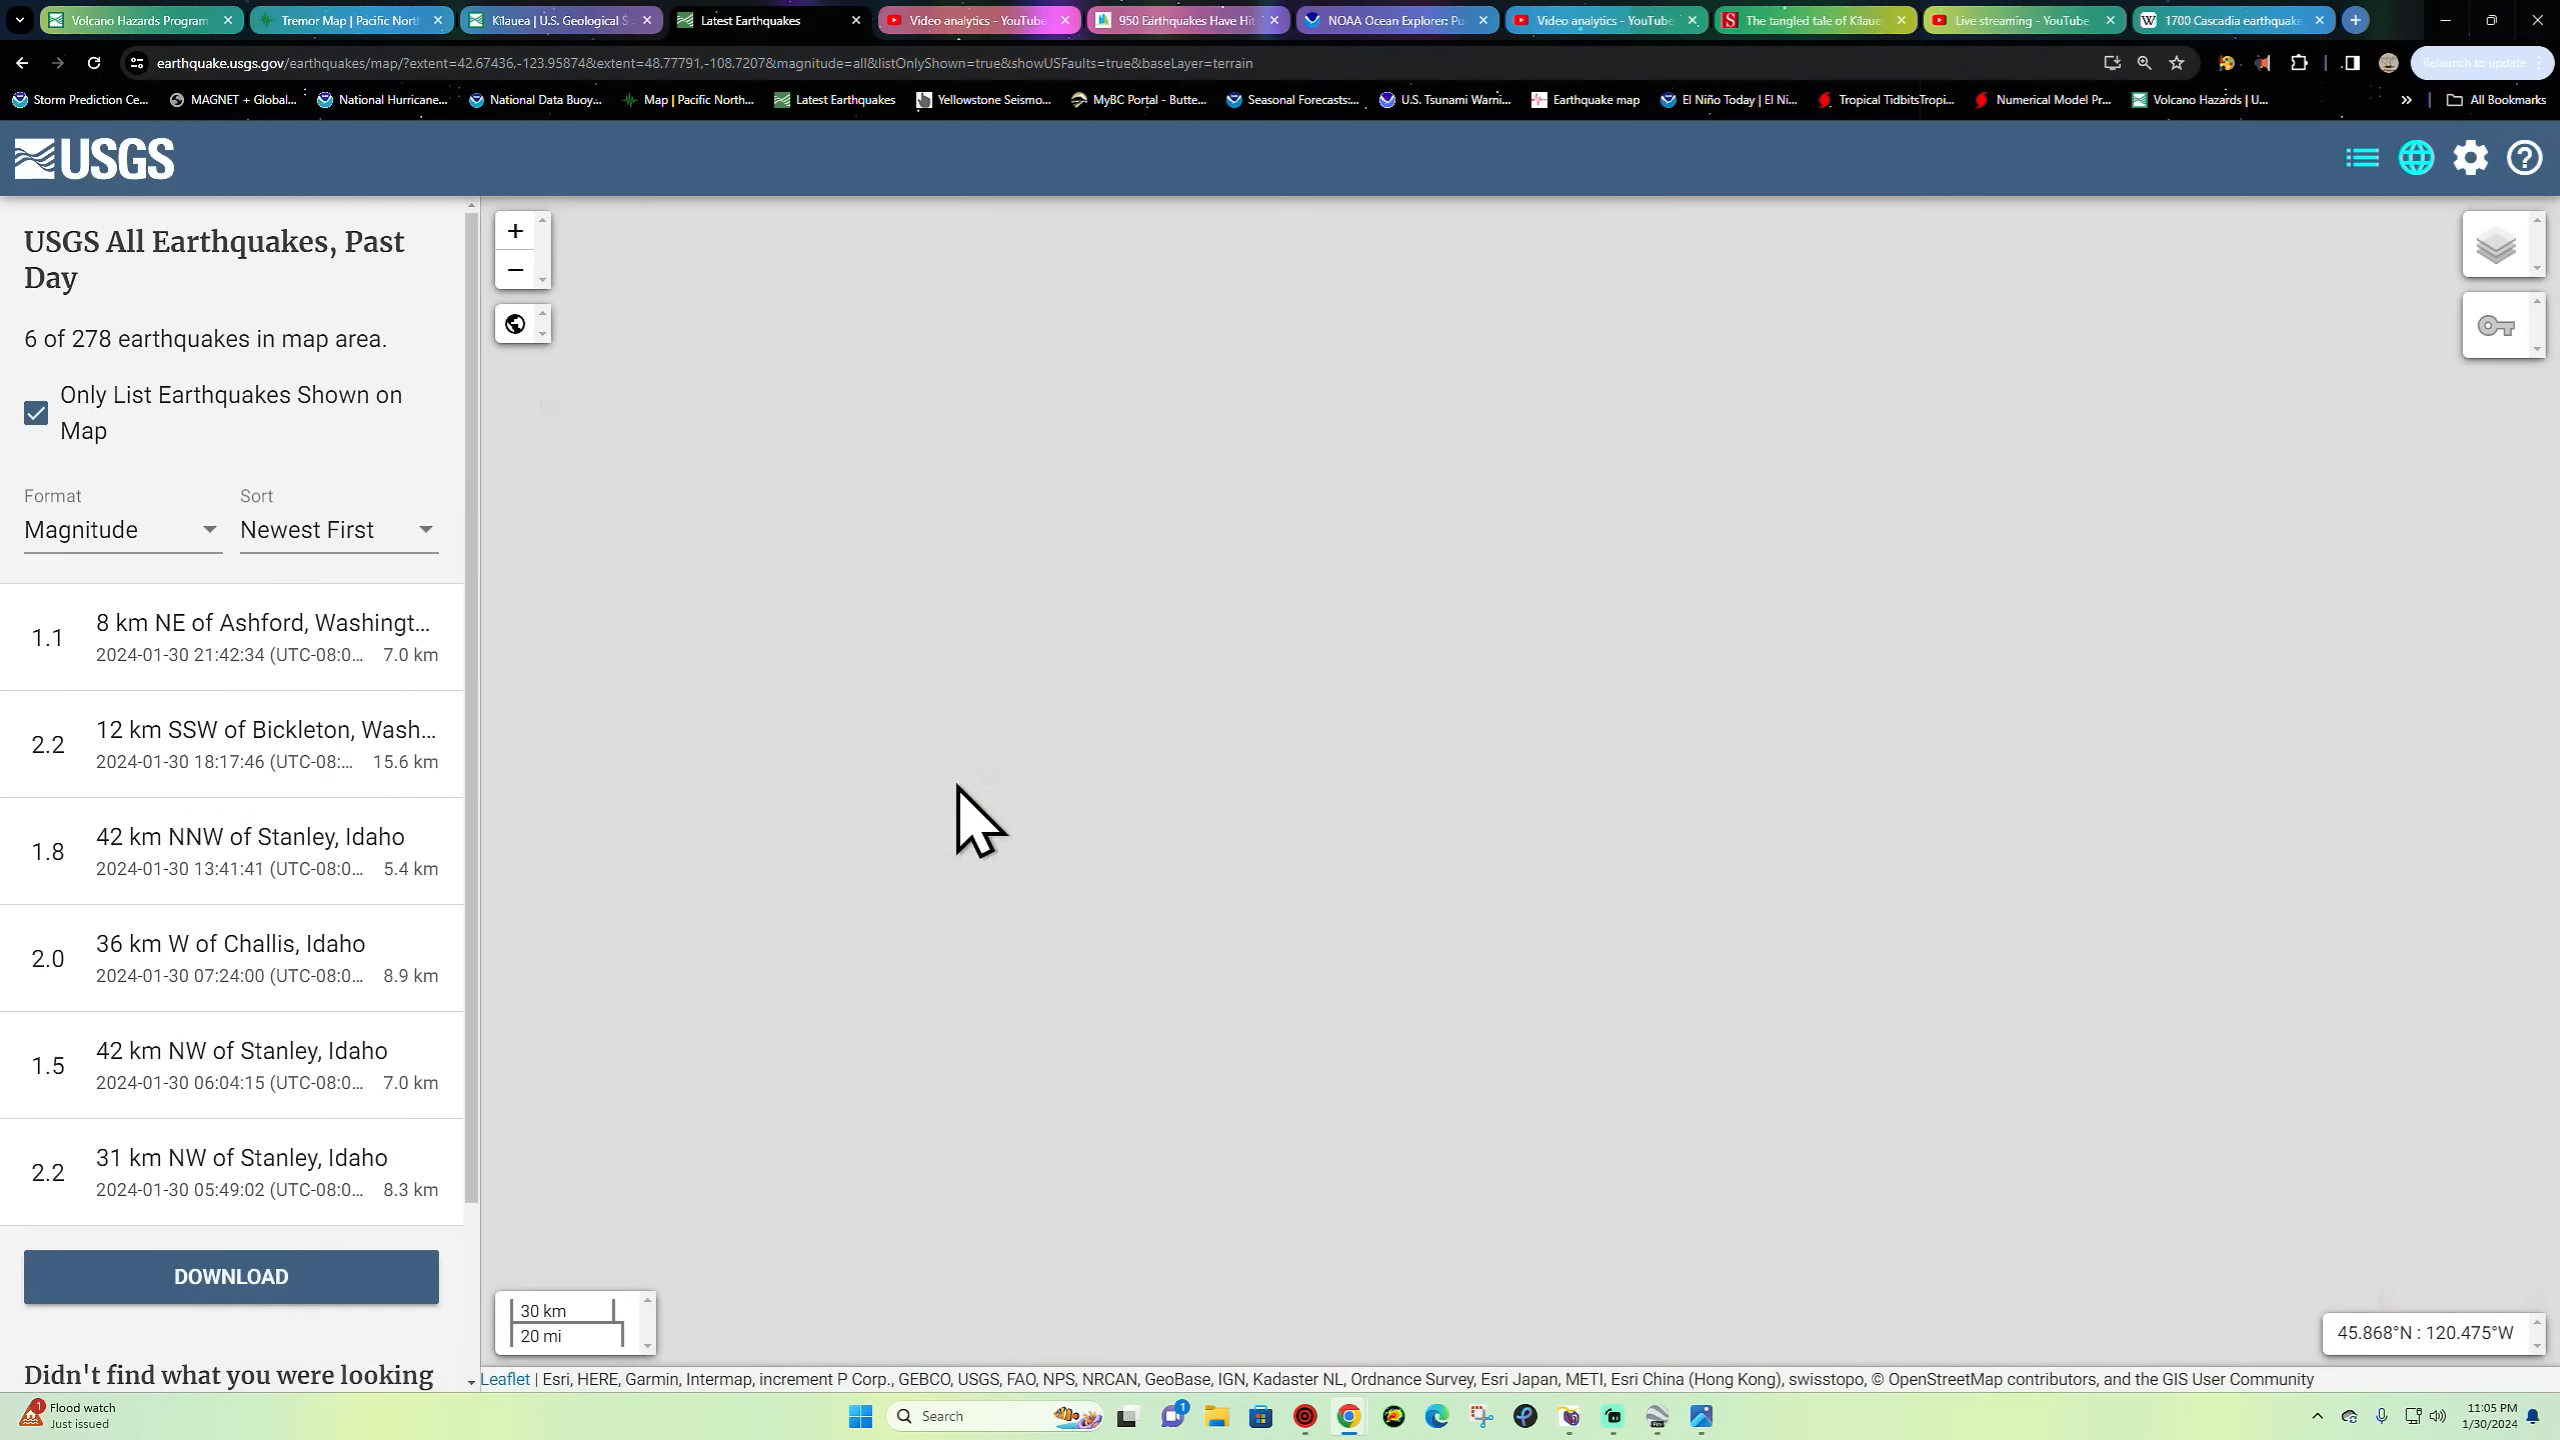 Volcano Hazards Program
Tremor Map | Pacific Nort
Kīlauea | U.S. Geological S
Latest Earthquakes
Video analytics - YouTube
950 Earthquakes Have Hit
NOAA Ocean Explorer: Pu
Video analytics - YouTube
The tangled tale of Kīlaue
Live streaming - YouTube
1700 Cascadia earthquake
earthquake.usgs.gov/earthquakes/map/?extent=42.67436,-123.95874&extent=48.77791,-108.7207&magnitude=all&listOnlyShown=true&showUSFaults=true&baseLayer=terrain
Relaunch to update
Storm Prediction Ce...
MAGNET + Global...
National Hurricane...
National Data Buoy...
Map | Pacific North...
Latest Earthquakes
Yellowstone Seismo...
MyBC Portal - Butte...
Seasonal Forecasts:...
U.S. Tsunami Warni...
Earthquake map
El Niño Today | El Ni...
Tropical TidbitsTropi...
Numerical Model Pr...
Volcano Hazards | U...
All Bookmarks
USGS
USGS All Earthquakes, Past
Day
6 of 278 earthquakes in map area.
Only List Earthquakes Shown on
Map
Format
Sort
Magnitude
Newest First
1.1
8 km NE of Ashford, Washingt...
2024-01-30 21:42:34 (UTC-08:0... 7.0 km
2.2
12 km SSW of Bickleton, Wash...
2024-01-30 18:17:46 (UTC-08:... 15.6 km
1.8
42 km NNW of Stanley, Idaho
2024-01-30 13:41:41 (UTC-08:0... 5.4 km
2.0
36 km W of Challis, Idaho
2024-01-30 07:24:00 (UTC-08:0... 8.9 km
1.5
42 km NW of Stanley, Idaho
2024-01-30 06:04:15 (UTC-08:0... 7.0 km
2.2
31 km NW of Stanley, Idaho
2024-01-30 05:49:02 (UTC-08:0... 8.3 km
DOWNLOAD
Didn't find what you were looking
+
−
30 km
20 mi
45.868°N : 120.475°W
Leaflet | Esri, HERE, Garmin, Intermap, increment P Corp., GEBCO, USGS, FAO, NPS, NRCAN, GeoBase, IGN, Kadaster NL, Ordnance Survey, Esri Japan, METI, Esri China (Hong Kong), swisstopo, © OpenStreetMap contributors, and the GIS User Community
1
Flood watch
Just issued
Search
1
11:05 PM
1/30/2024